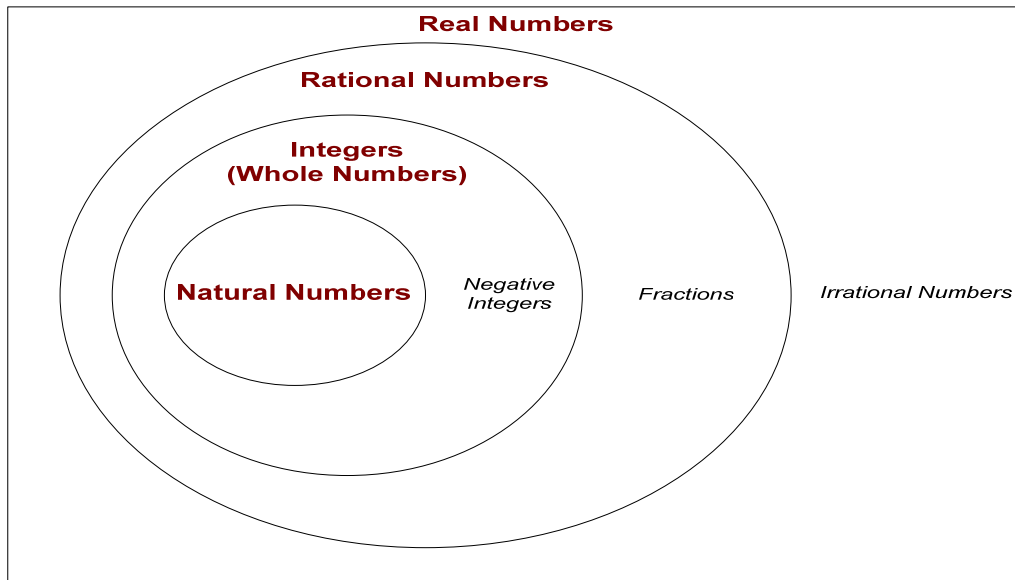 Real Numbers
Rational Numbers
Integers
(Whole Numbers)
Natural Numbers
Negative
Integers
Fractions
Irrational Numbers